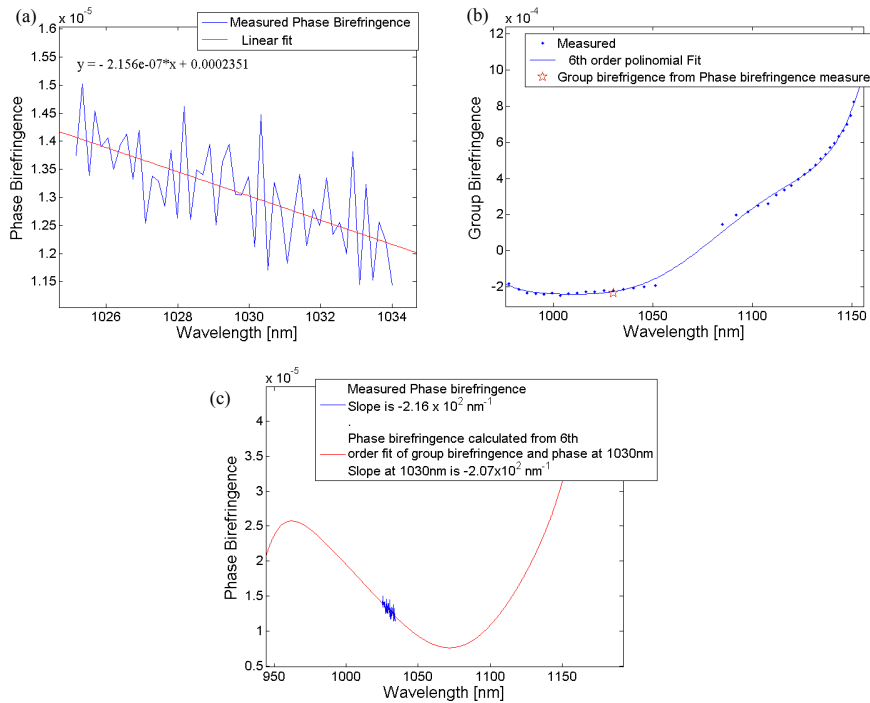 (a)
x 10^-5
Measured Phase Birefringence
Linear fit
y = - 2.156e-07*x + 0.0002351
1.6
1.55
1.5
1.45
1.4
1.35
1.3
1.25
1.2
1.15
Phase Birefringence
1026
1028
1030
1032
1034
Wavelength [nm]
(b)
x 10^-4
Measured
6th order polinomial Fit
Group birefrigence from Phase birefringence measure
12
10
8
6
4
2
0
-2
Group Birefringence
1000
1050
1100
1150
Wavelength [nm]
(c)
x 10^-5
Measured Phase birefringence
Slope is -2.16 x 10^2 nm^-1
.
Phase birefringence calculated from 6th
order fit of group birefringence and phase at 1030nm
Slope at 1030nm is -2.07x10^2 nm^-1
4
3.5
3
2.5
2
1.5
1
0.5
Phase Birefringence
950
1000
1050
1100
1150
Wavelength [nm]